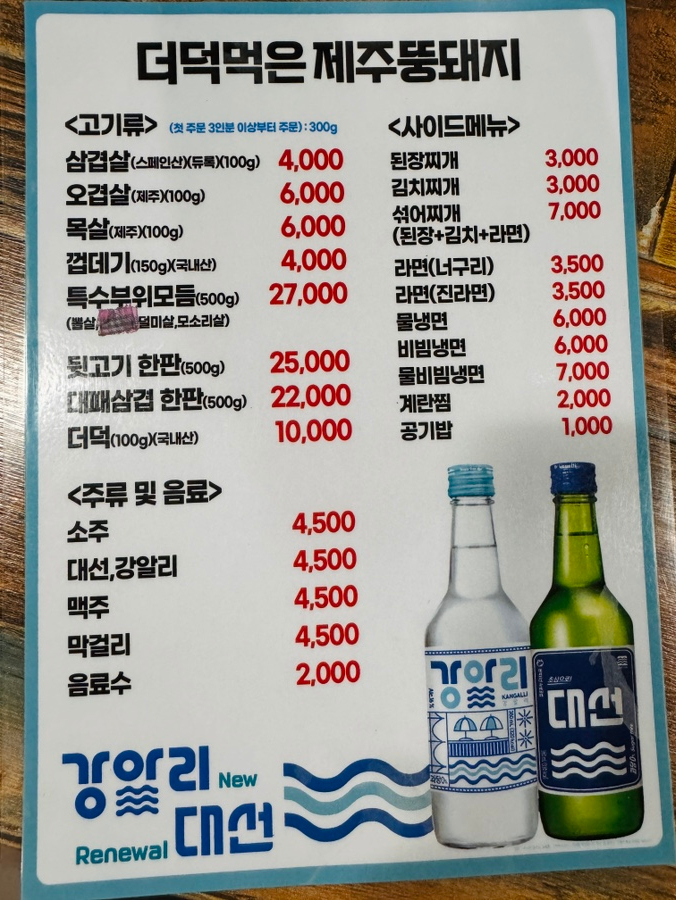 더덕먹은 제주뚱돼지
<고기류> (첫 주문 3인분 이상부터 주문) : 300g
삼겹살(스페인산)(듀록)(100g) 4,000
오겹살(제주)(100g) 6,000
목살(제주)(100g) 6,000
껍데기(150g)(국내산) 4,000
특수부위모듬(500g) 27,000
(뽈살, 덜미살,모소리살)
뒷고기 한판(500g) 25,000
대패삼겹 한판(500g) 22,000
더덕(100g)(국내산) 10,000
<주류 및 음료>
소주 4,500
대선,강알리 4,500
맥주 4,500
막걸리 4,500
음료수 2,000
<사이드메뉴>
된장찌개 3,000
김치찌개 3,000
섞어찌개 7,000
(된장+김치+라면)
라면(너구리) 3,500
라면(진라면) 3,500
물냉면 6,000
비빔냉면 6,000
물비빔냉면 7,000
계란찜 2,000
공기밥 1,000
강알리 New
Renewal 대선
강알리
KANGALLI
대선